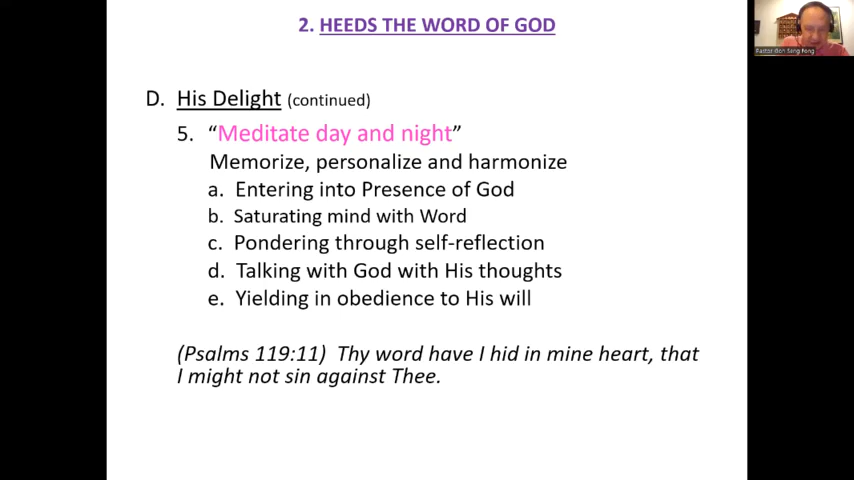 2. HEEDS THE WORD OF GOD
D. His Delight (continued)
5. “Meditate day and night”
Memorize, personalize and harmonize
a. Entering into Presence of God
b. Saturating mind with Word
c. Pondering through self-reflection
d. Talking with God with His thoughts
e. Yielding in obedience to His will
(Psalms 119:11) Thy word have I hid in mine heart, that
I might not sin against Thee.